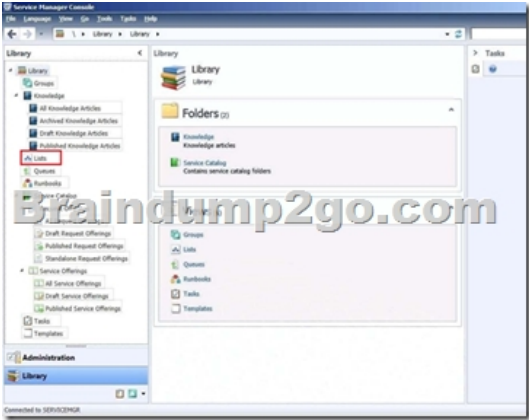 Service Manager Console
File Language View Go Tools Tasks Help
\ Library Library
Library
Library
Groups
Knowledge
All Knowledge Articles
Archived Knowledge Articles
Draft Knowledge Articles
Published Knowledge Articles
Lists
Queues
Runbooks
Draft Request Offerings
Published Request Offerings
Standalone Request Offerings
Service Offerings
All Service Offerings
Draft Service Offerings
Published Service Offerings
Tasks
Templates
Administration
Library
Library
Library
Library
Folders (2)
Knowledge
Knowledge articles
Service Catalog
Contains service catalog folders
Groups
Lists
Queues
Runbooks
Tasks
Templates
Tasks
Braindump2go.com
Connected to SERVICEMGR